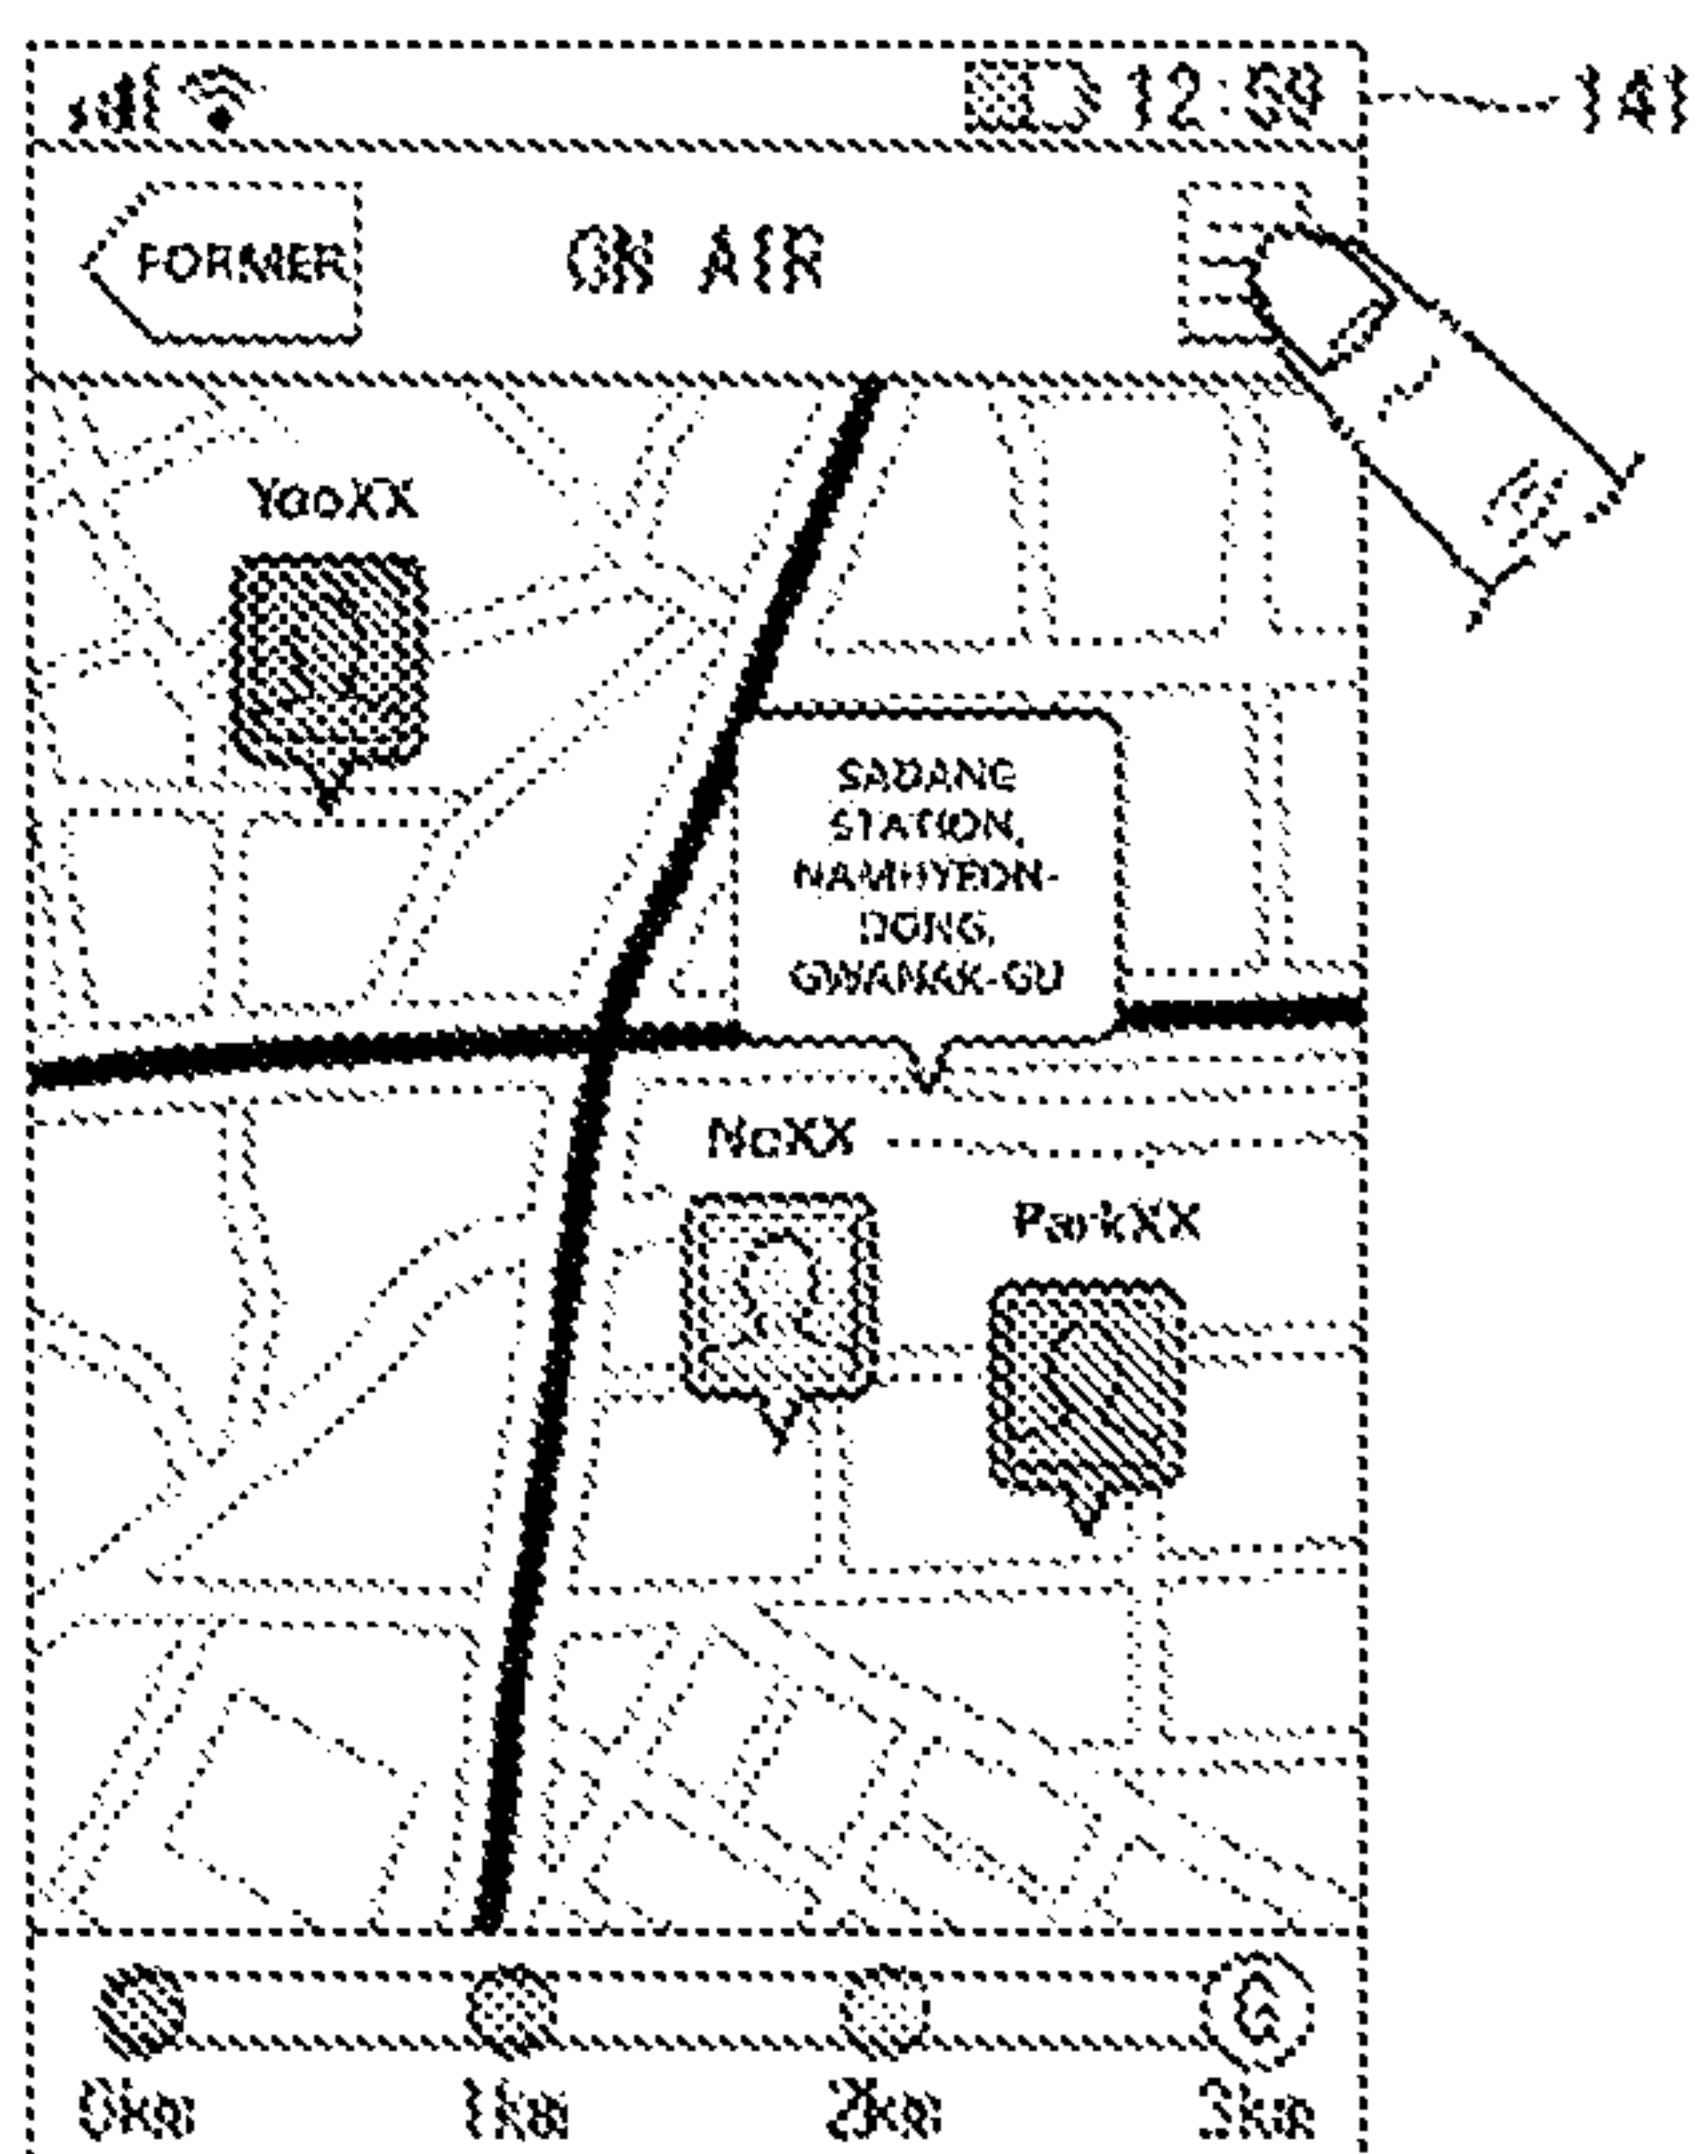 12:59
141
FORMER
ON AIR
YooXX
SADANG
STATION,
NAMHYEON-
DONG,
GWANAK-GU
NoXX
ParkXX
0km
1km
2km
3km